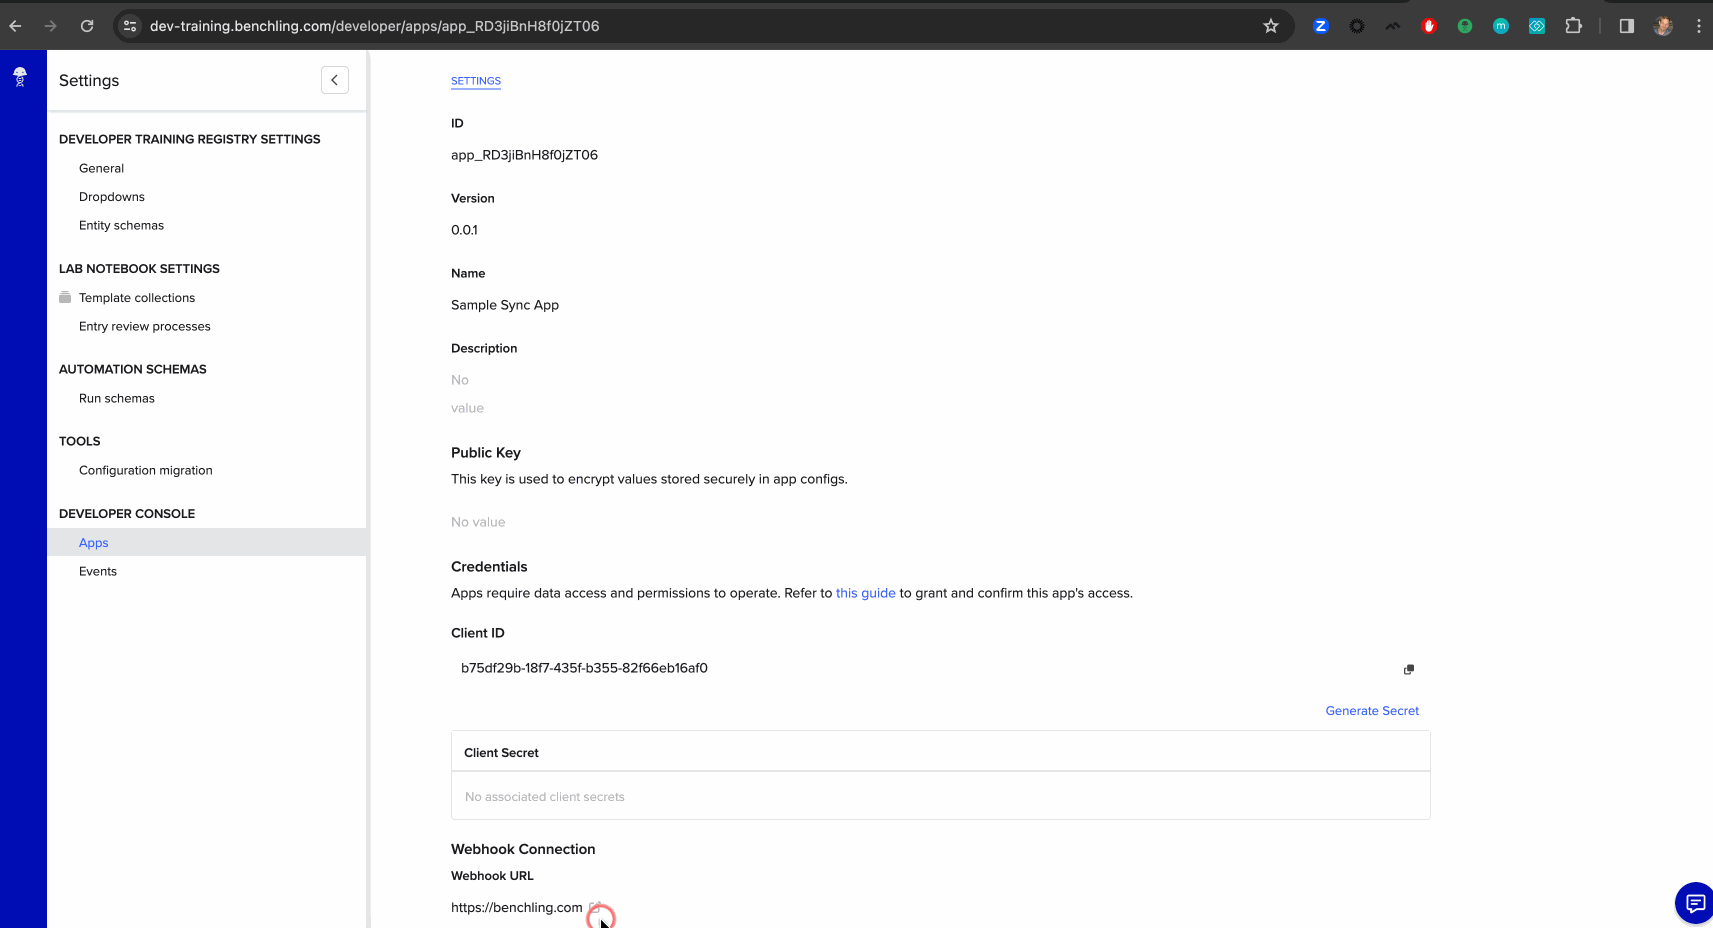 dev-training.benchling.com/developer/apps/app_RD3jiBnH8f0jZT06
Settings
DEVELOPER TRAINING REGISTRY SETTINGS
General
Dropdowns
Entity schemas
LAB NOTEBOOK SETTINGS
Template collections
Entry review processes
AUTOMATION SCHEMAS
Run schemas
TOOLS
Configuration migration
DEVELOPER CONSOLE
Apps
Events
SETTINGS
ID
app_RD3jiBnH8f0jZT06
Version
0.0.1
Name
Sample Sync App
Description
No
value
Public Key
This key is used to encrypt values stored securely in app configs.
No value
Credentials
Apps require data access and permissions to operate. Refer to this guide to grant and confirm this app's access.
Client ID
b75df29b-18f7-435f-b355-82f66eb16af0
Generate Secret
Client Secret
No associated client secrets
Webhook Connection
Webhook URL
https://benchling.com